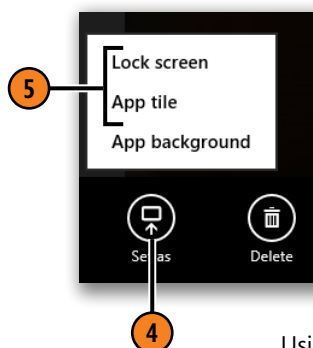 Lock screen
5
App tile
App background
Set as
Delete
4
Usi